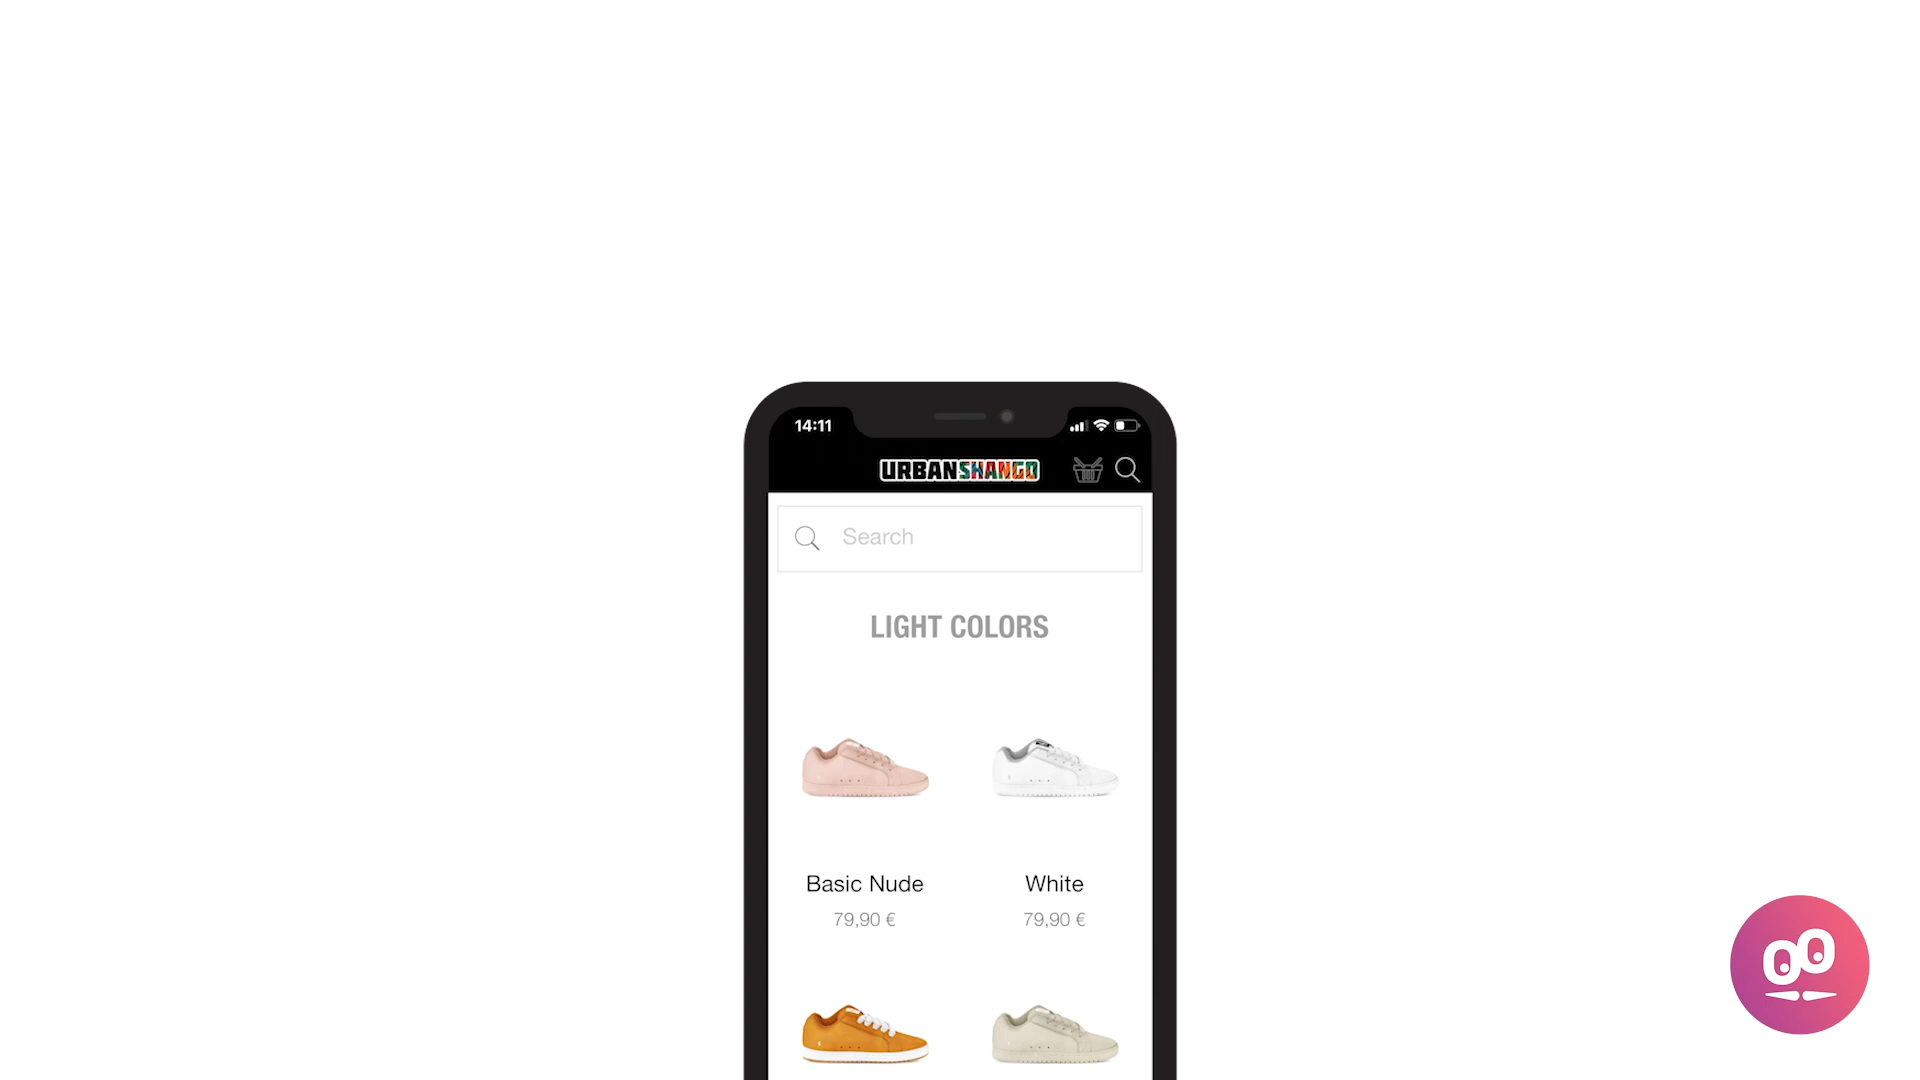 14:11
URBANSHANGO
Search
LIGHT COLORS
Basic Nude White
79,90 € 79,90 €